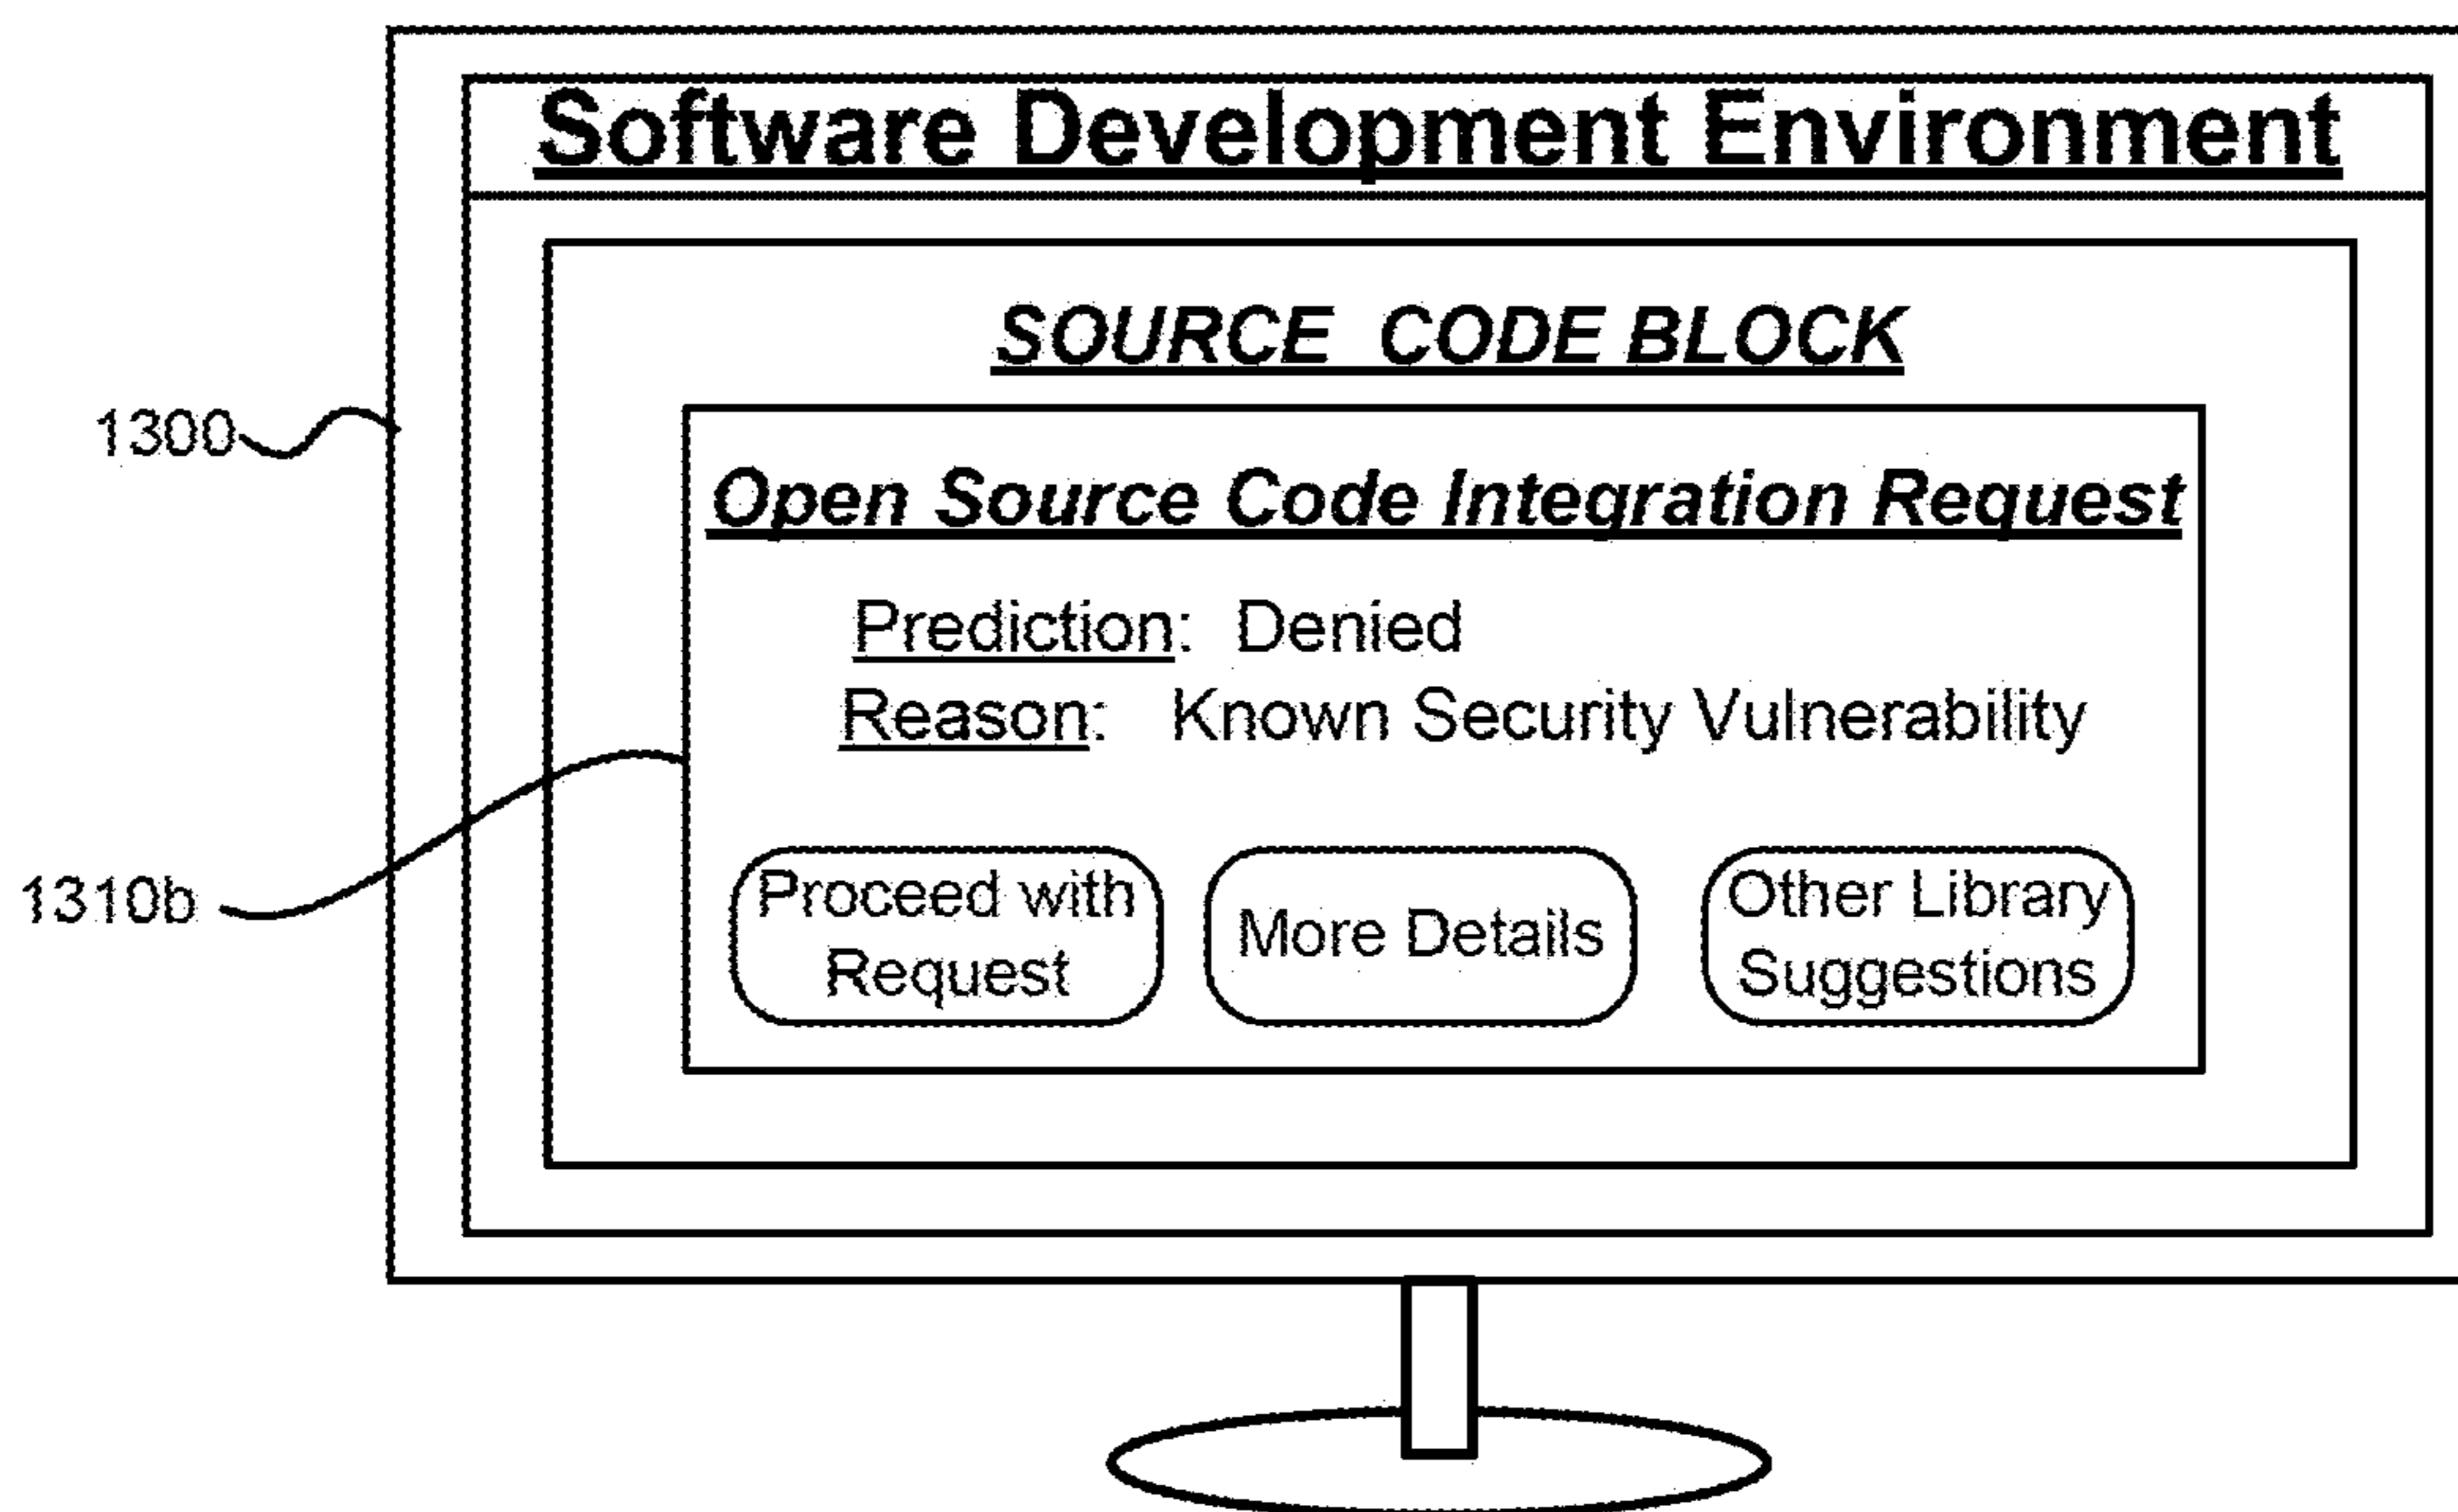 Software Development Environment
SOURCE CODE BLOCK
1300
Open Source Code Integration Request
Prediction: Denied
Reason: Known Security Vulnerability
1310b
Proceed with
Request
More Details
Other Library
Suggestions